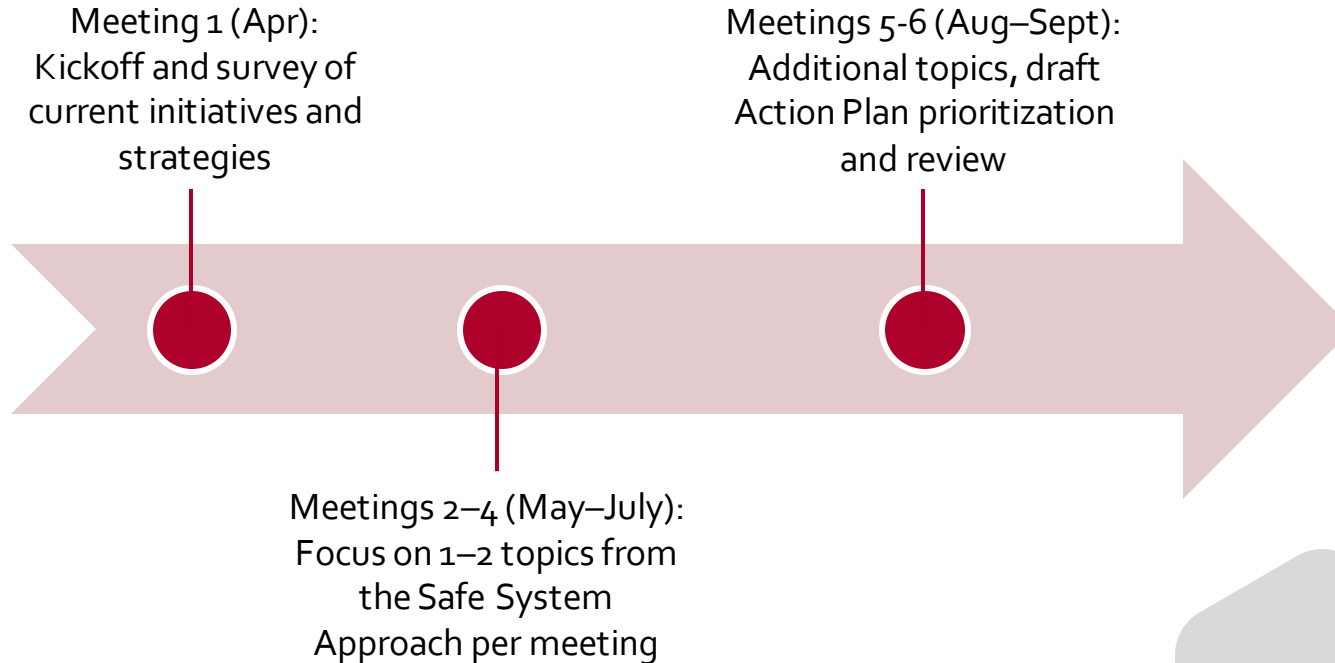 Meeting 1 (Apr):
Kickoff and survey of
current initiatives and
strategies
Meetings 2–4 (May–July):
Focus on 1–2 topics from
the Safe System
Approach per meeting
Meetings 5-6 (Aug–Sept):
Additional topics, draft
Action Plan prioritization
and review